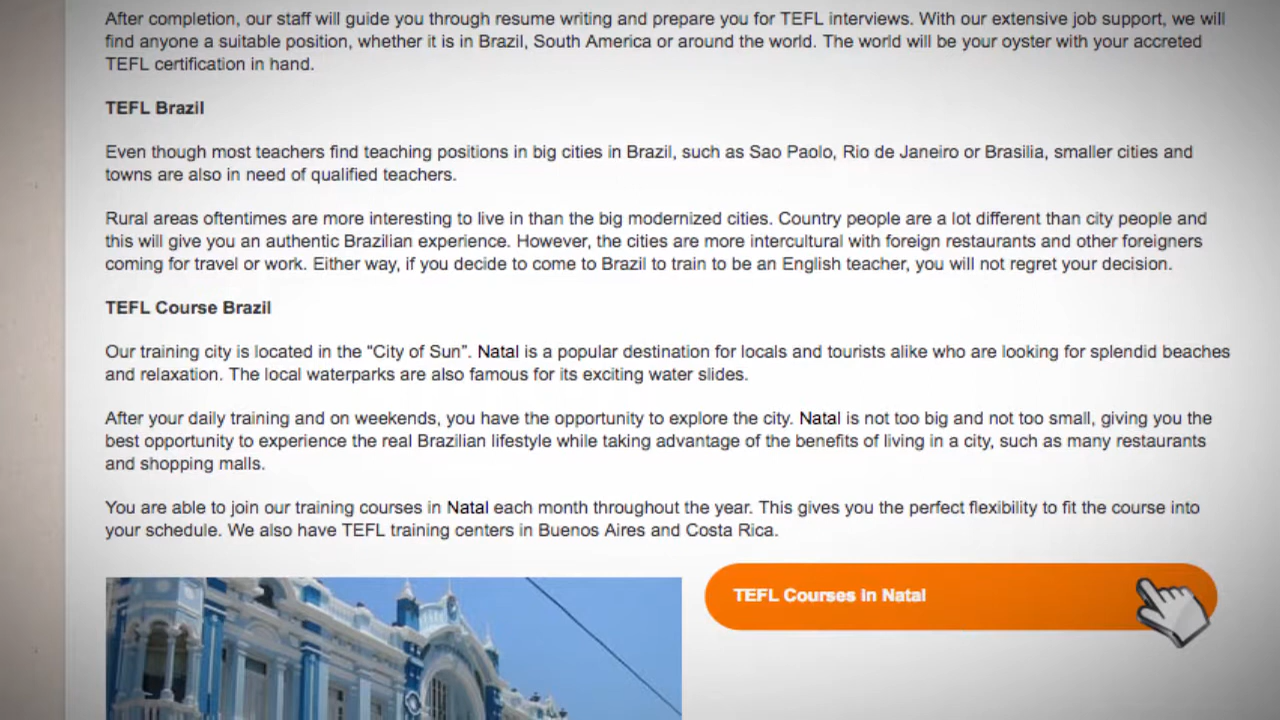 After completion, our staff will guide you through resume writing and prepare you for TEFL interviews. With our extensive job support, we will
find anyone a suitable position, whether it is in Brazil, South America or around the world. The world will be your oyster with your accreted
TEFL certification in hand.
TEFL Brazil
Even though most teachers find teaching positions in big cities in Brazil, such as Sao Paolo, Rio de Janeiro or Brasilia, smaller cities and
towns are also in need of qualified teachers.
Rural areas oftentimes are more interesting to live in than the big modernized cities. Country people are a lot different than city people and
this will give you an authentic Brazilian experience. However, the cities are more intercultural with foreign restaurants and other foreigners
coming for travel or work. Either way, if you decide to come to Brazil to train to be an English teacher, you will not regret your decision.
TEFL Course Brazil
Our training city is located in the “City of Sun”. Natal is a popular destination for locals and tourists alike who are looking for splendid beaches
and relaxation. The local waterparks are also famous for its exciting water slides.
After your daily training and on weekends, you have the opportunity to explore the city. Natal is not too big and not too small, giving you the
best opportunity to experience the real Brazilian lifestyle while taking advantage of the benefits of living in a city, such as many restaurants
and shopping malls.
You are able to join our training courses in Natal each month throughout the year. This gives you the perfect flexibility to fit the course into
your schedule. We also have TEFL training centers in Buenos Aires and Costa Rica.
TEFL Courses in Natal